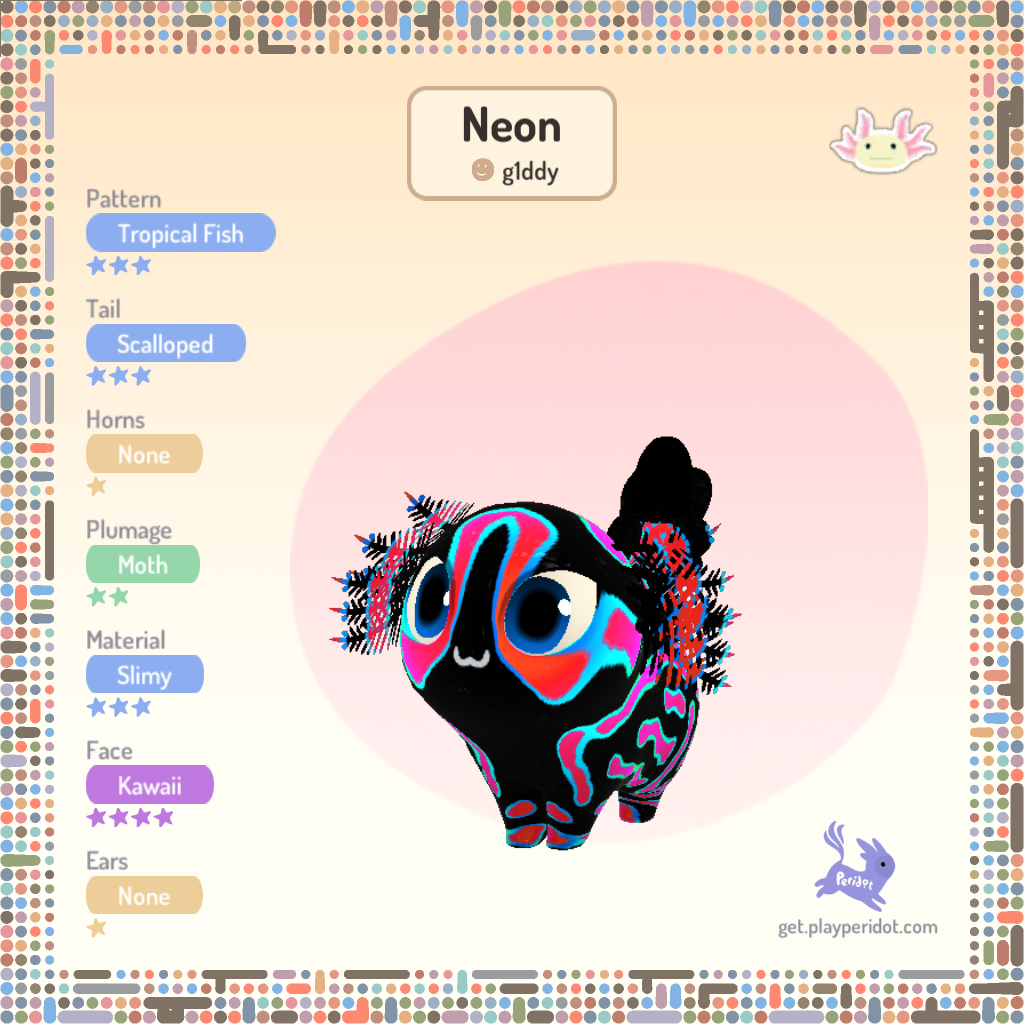 Neon
g1ddy
Pattern
Tropical Fish
Tail
Scalloped
Horns
None
Plumage
Moth
Material
Slimy
Face
Kawaii
Ears
None
Peridot
get.playperidot.com